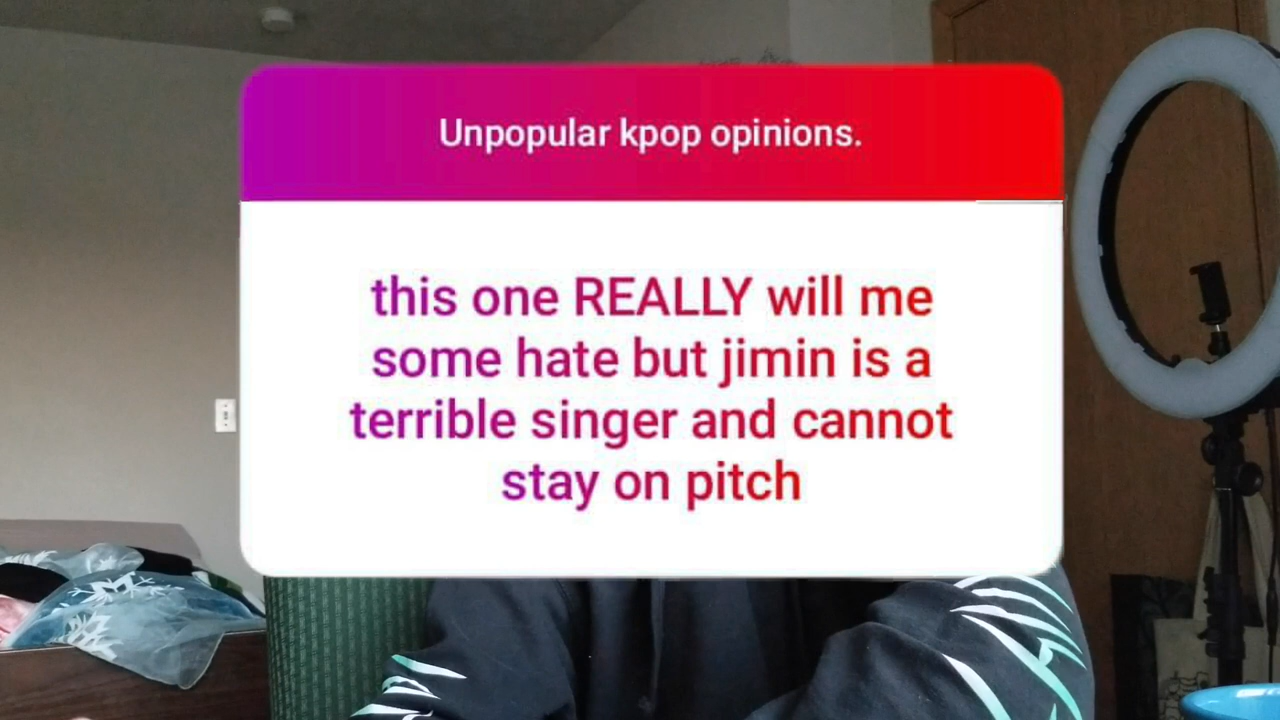 Unpopular kpop opinions.
this one REALLY will me
some hate but jimin is a
terrible singer and cannot
stay on pitch